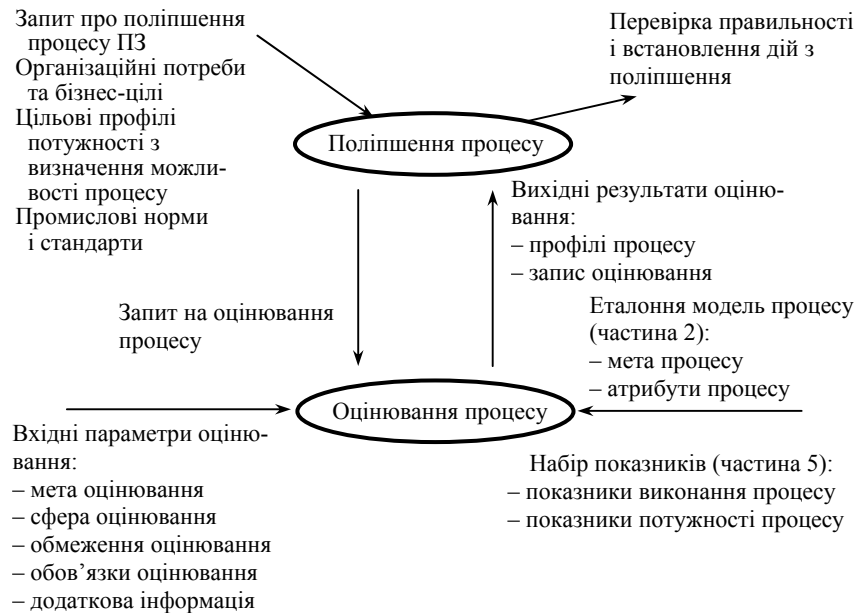 Запит про поліпшення
процесу ПЗ
Організаційні потреби
та бізнес-цілі
Цільові профілі
потужності з
визначення можли-
вості процесу
Промислові норми
і стандарти
Перевірка правильності
і встановлення дій з
поліпшення
Поліпшення процесу
Вихідні результати оціню-
вання:
– профілі процесу
– запис оцінювання
Запит на оцінювання
процесу
Еталоння модель процесу
(частина 2):
– мета процесу
– атрибути процесу
Оцінювання процесу
Вхідні параметри оціню-
вання:
– мета оцінювання
– сфера оцінювання
– обмеження оцінювання
– обов’язки оцінювання
– додаткова інформація
Набір показників (частина 5):
– показники виконання процесу
– показники потужності процесу